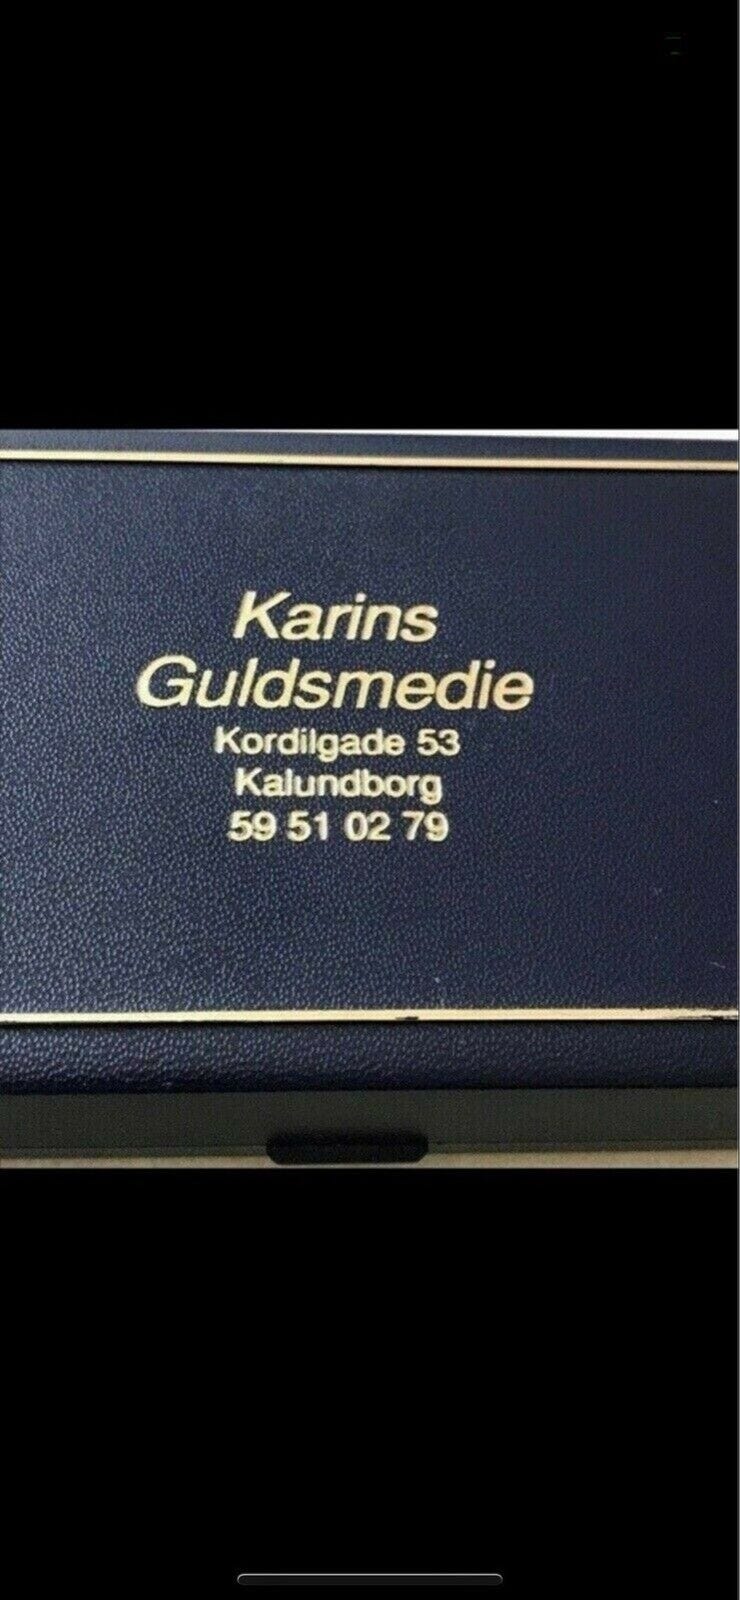 Karins
Guldsmedie
Kordilgade 53
Kalundborg
59 51 02 79